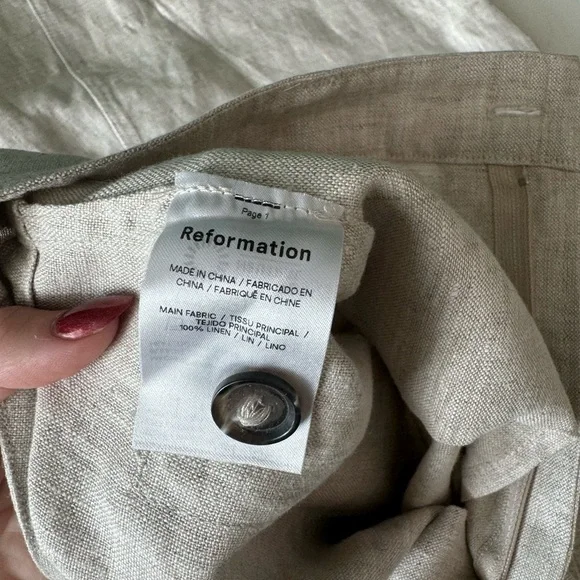 Page 1
Reformation
MADE IN CHINA / FABRICADO EN
CHINA / FABRIQUÉ EN CHINE
MAIN FABRIC / TISSU PRINCIPAL /
TEJIDO PRINCIPAL
100% LINEN / LIN / LINO